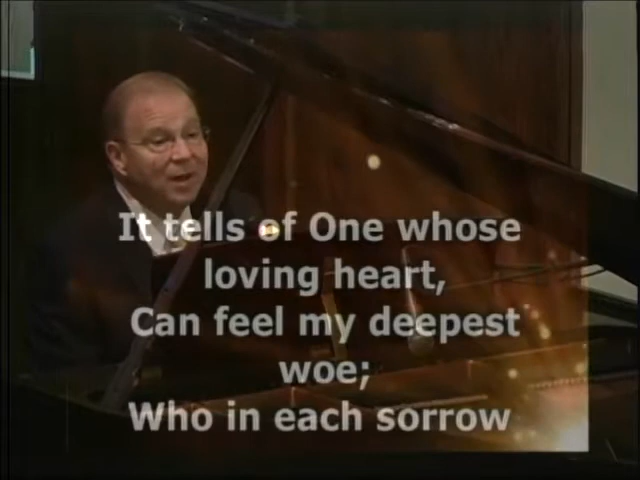 It tells of One whose
loving heart,
Can feel my deepest
woe;
Who in each sorrow